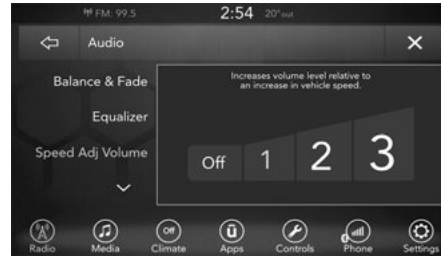 FM: 99.5
2:54
20° out
Audio
Balance & Fade
Equalizer
Speed Adj Volume
Increases volume level relative to
an increase in vehicle speed.
Off 1 2 3
Off
Radio Media Climate Apps Controls Phone Settings